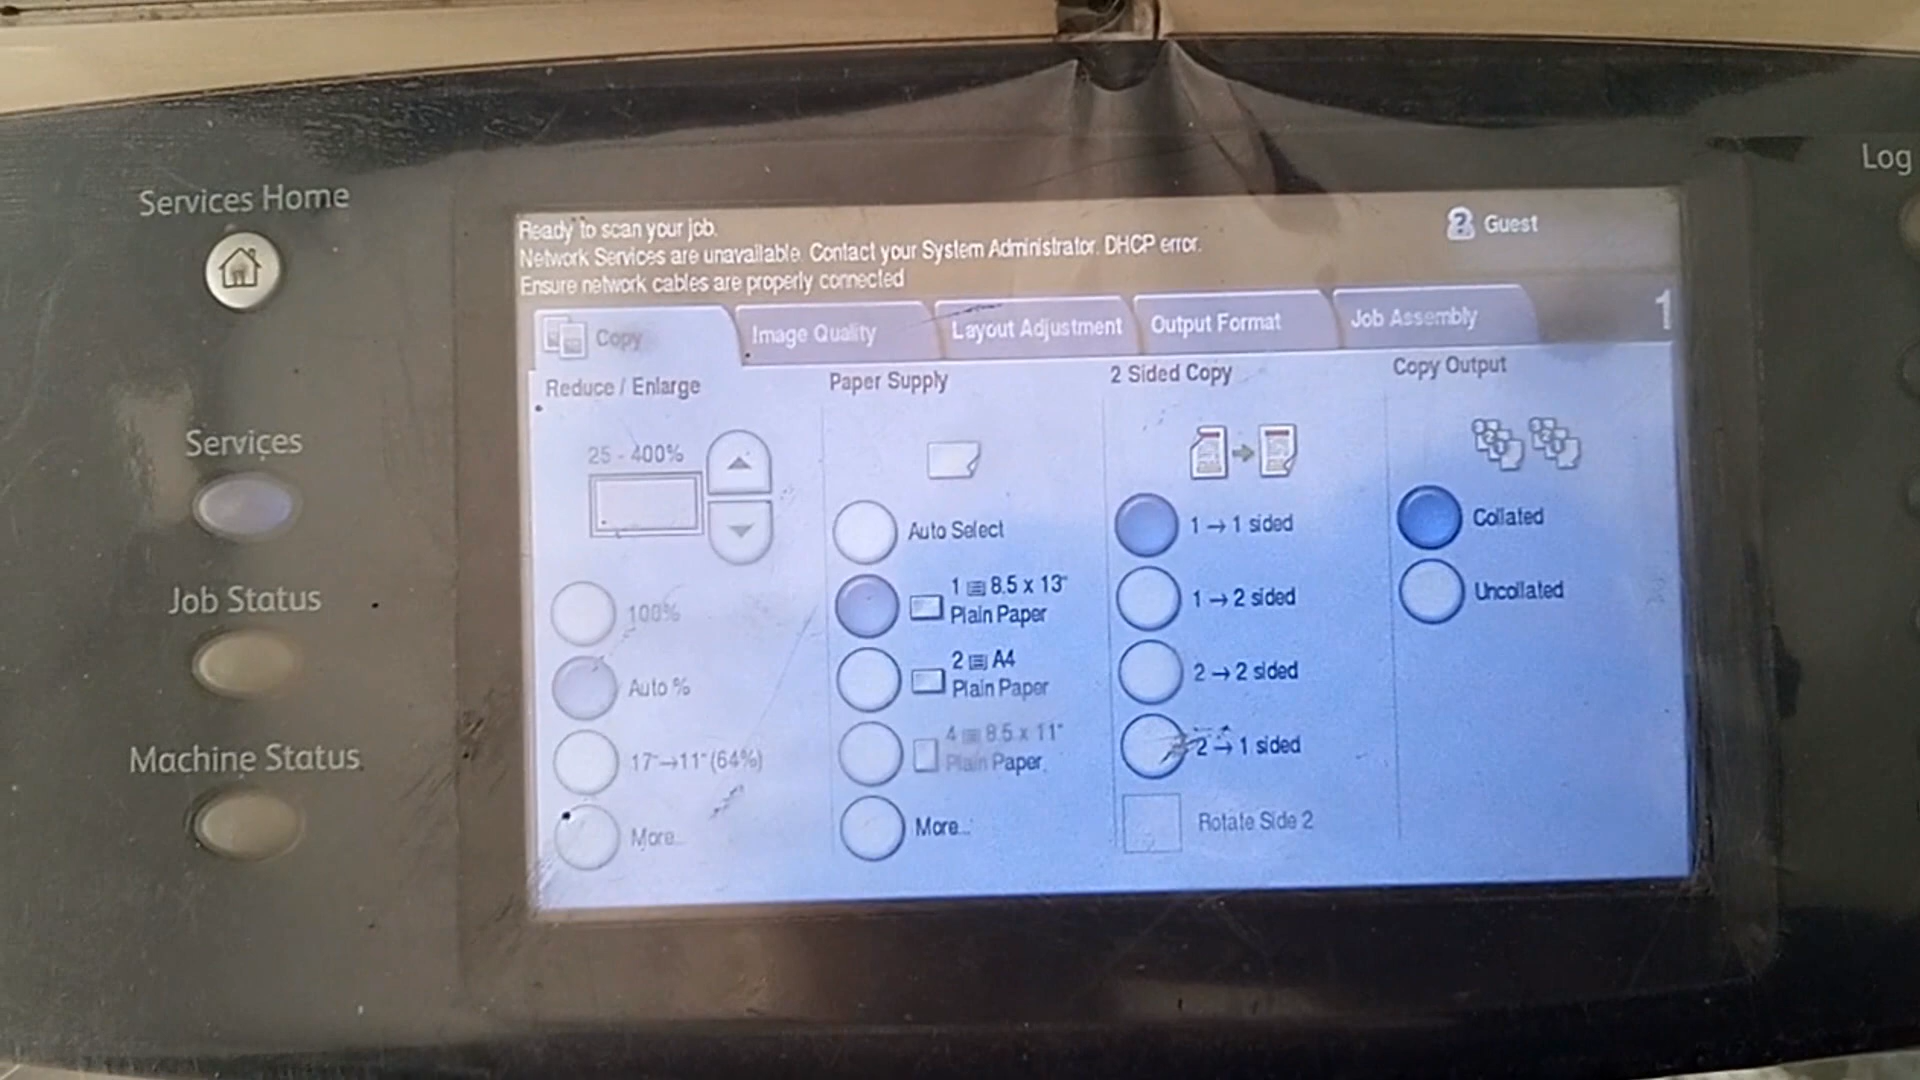 Log
Services Home
Services
Job Status
Machine Status
Ready to scan your job.
Network Services are unavailable. Contact your System Administrator. DHCP error.
Ensure network cables are properly connected
Guest
Copy
Image Quality
Layout Adjustment
Output Format
Job Assembly
1
Reduce / Enlarge
25 - 400%
100%
Auto %
17"→11"(64%)
More...
Paper Supply
Auto Select
1 8.5 x 13"
Plain Paper
2 A4
Plain Paper
4 8.5 x 11"
Plain Paper
More...
2 Sided Copy
1 → 1 sided
1 → 2 sided
2 → 2 sided
2 → 1 sided
Rotate Side 2
Copy Output
Collated
Uncollated